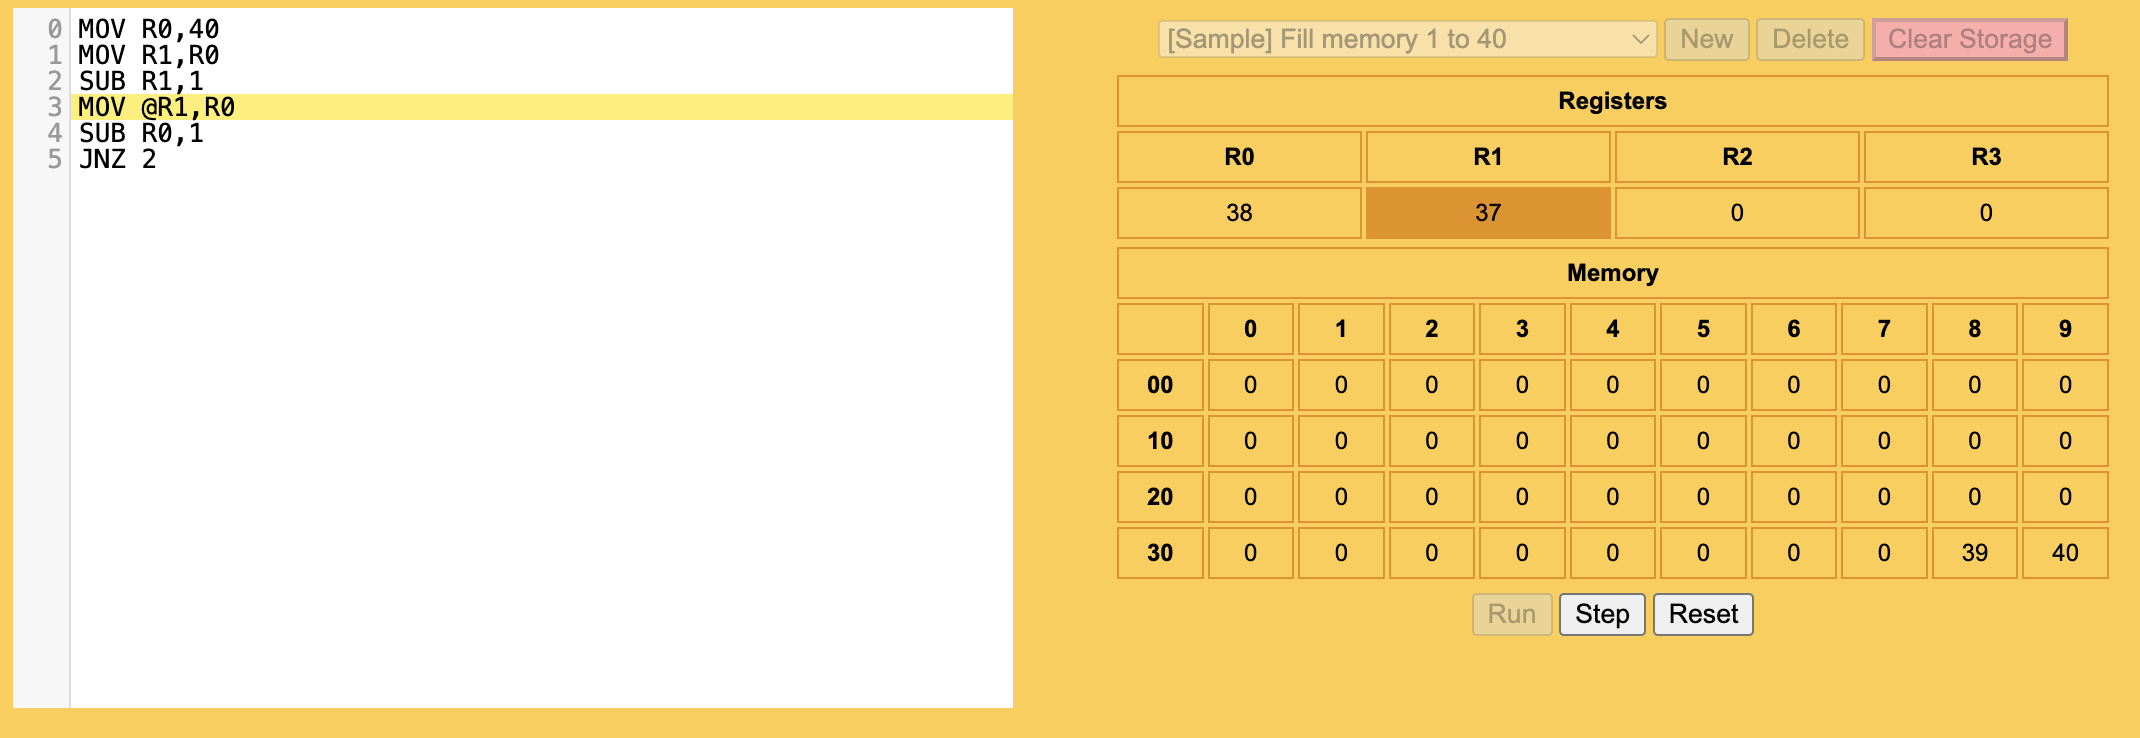 0 MOV R0,40
1 MOV R1,R0
2 SUB R1,1
3 MOV @R1,R0
4 SUB R0,1
5 JNZ 2
[Sample] Fill memory 1 to 40 New Delete Clear Storage
Registers
R0 R1 R2 R3
38 37 0 0
Memory
0 1 2 3 4 5 6 7 8 9
00 0 0 0 0 0 0 0 0 0 0
10 0 0 0 0 0 0 0 0 0 0
20 0 0 0 0 0 0 0 0 0 0
30 0 0 0 0 0 0 0 0 39 40
Run Step Reset